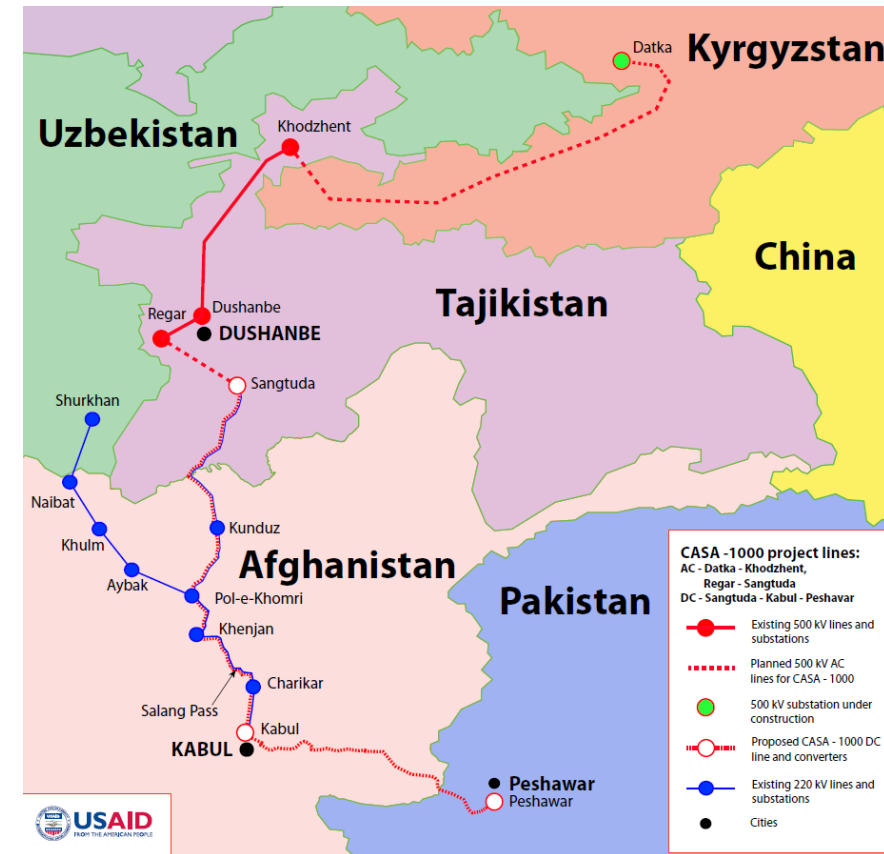 Datka
Kyrgyzstan
Uzbekistan
Khodzhent
China
Tajikistan
Regar
Dushanbe
DUSHANBE
Sangtuda
Shurkhan
Naibat
Kunduz
Khulm
Afghanistan
Aybak
Pol-e-Khomri
Pakistan
Khenjan
Charikar
Salang Pass
Kabul
KABUL
Peshawar
Peshawar
CASA -1000 project lines:
AC - Datka - Khodzhent,
Regar - Sangtuda
DC - Sangtuda - Kabul - Peshavar
Existing 500 kV lines and
substations
Planned 500 kV AC
lines for CASA - 1000
500 kV substation under
construction
Proposed CASA - 1000 DC
line and converters
Existing 220 kV lines and
substations
Cities
USAID
FROM THE AMERICAN PEOPLE